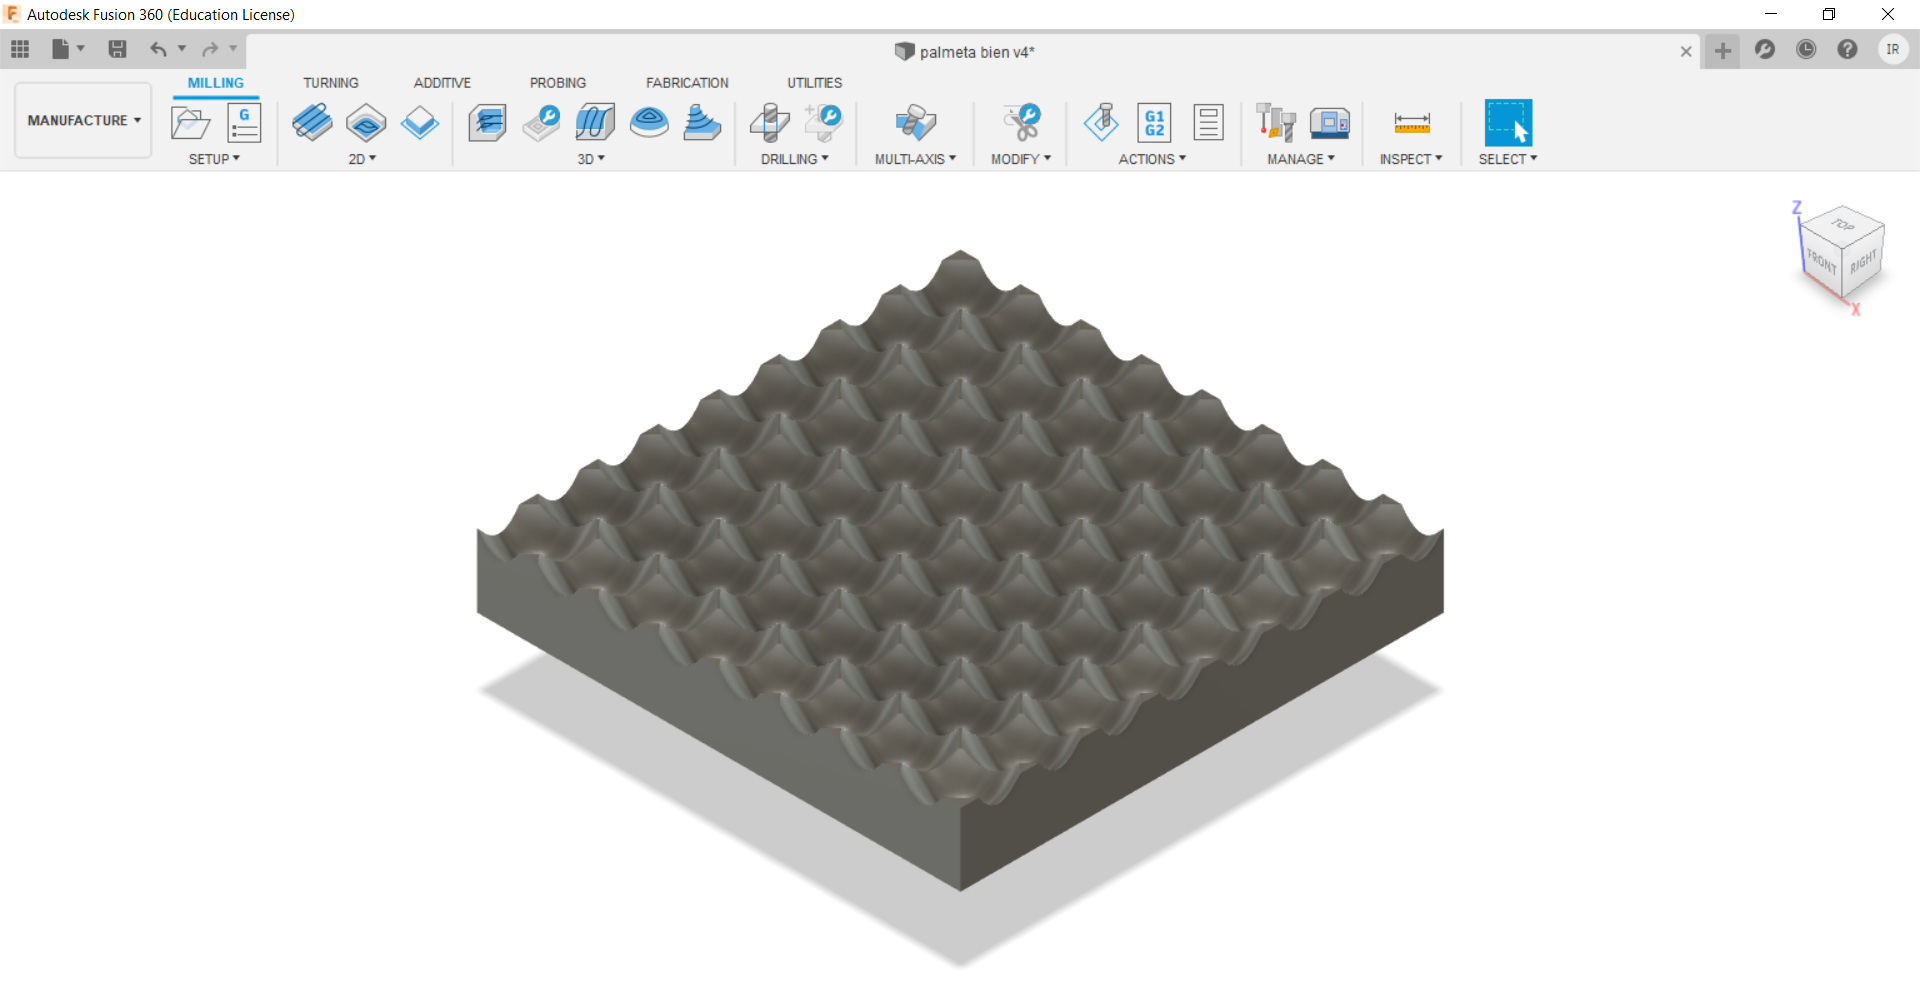 Autodesk Fusion 360 (Education License)
palmeta bien v4*
IR
MILLING TURNING ADDITIVE PROBING FABRICATION UTILITIES
MANUFACTURE
G
G1
G2
SETUP 2D 3D DRILLING MULTI-AXIS MODIFY ACTIONS MANAGE INSPECT SELECT
Z
TOP
FRONT RIGHT
X